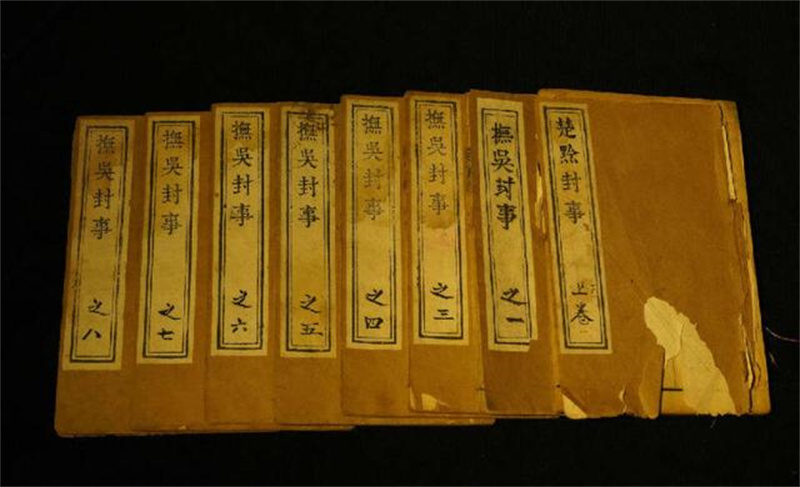 楚黔封事
上卷
撫吳封事
之一
撫吳封事
之三
撫吳封事
之四
撫吳封事
之五
撫吳封事
之六
撫吳封事
之七
撫吳封事
之八